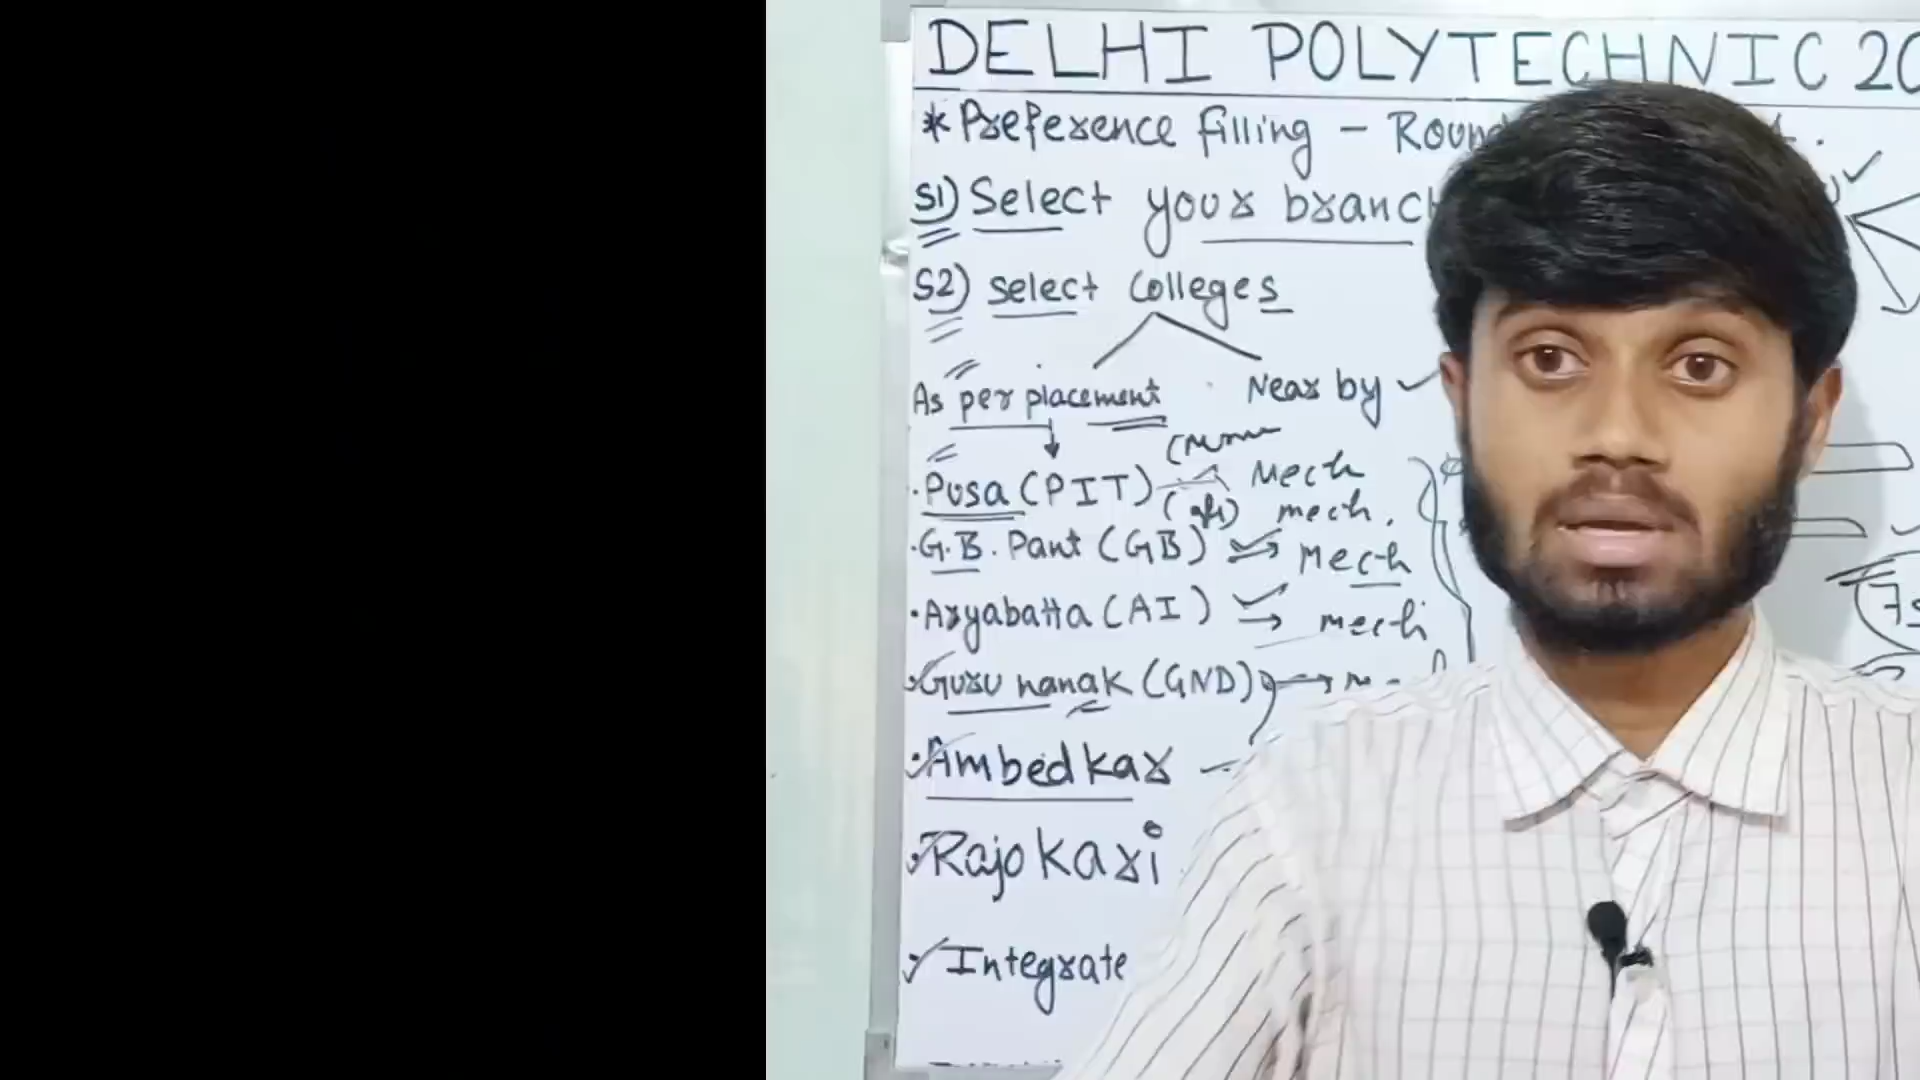 DELHI POLYTECHNIC 20
* Preference filling - Roun
S1) Select your branch
S2) select Colleges
As per placement
Near by
Pusa (PIT)
Mech
mech.
G.B. Pant (GB) → Mech
Aryabatta (AI) → mech
Guru nanak (GND) →
Ambedkar -
Rajokari
Integrate